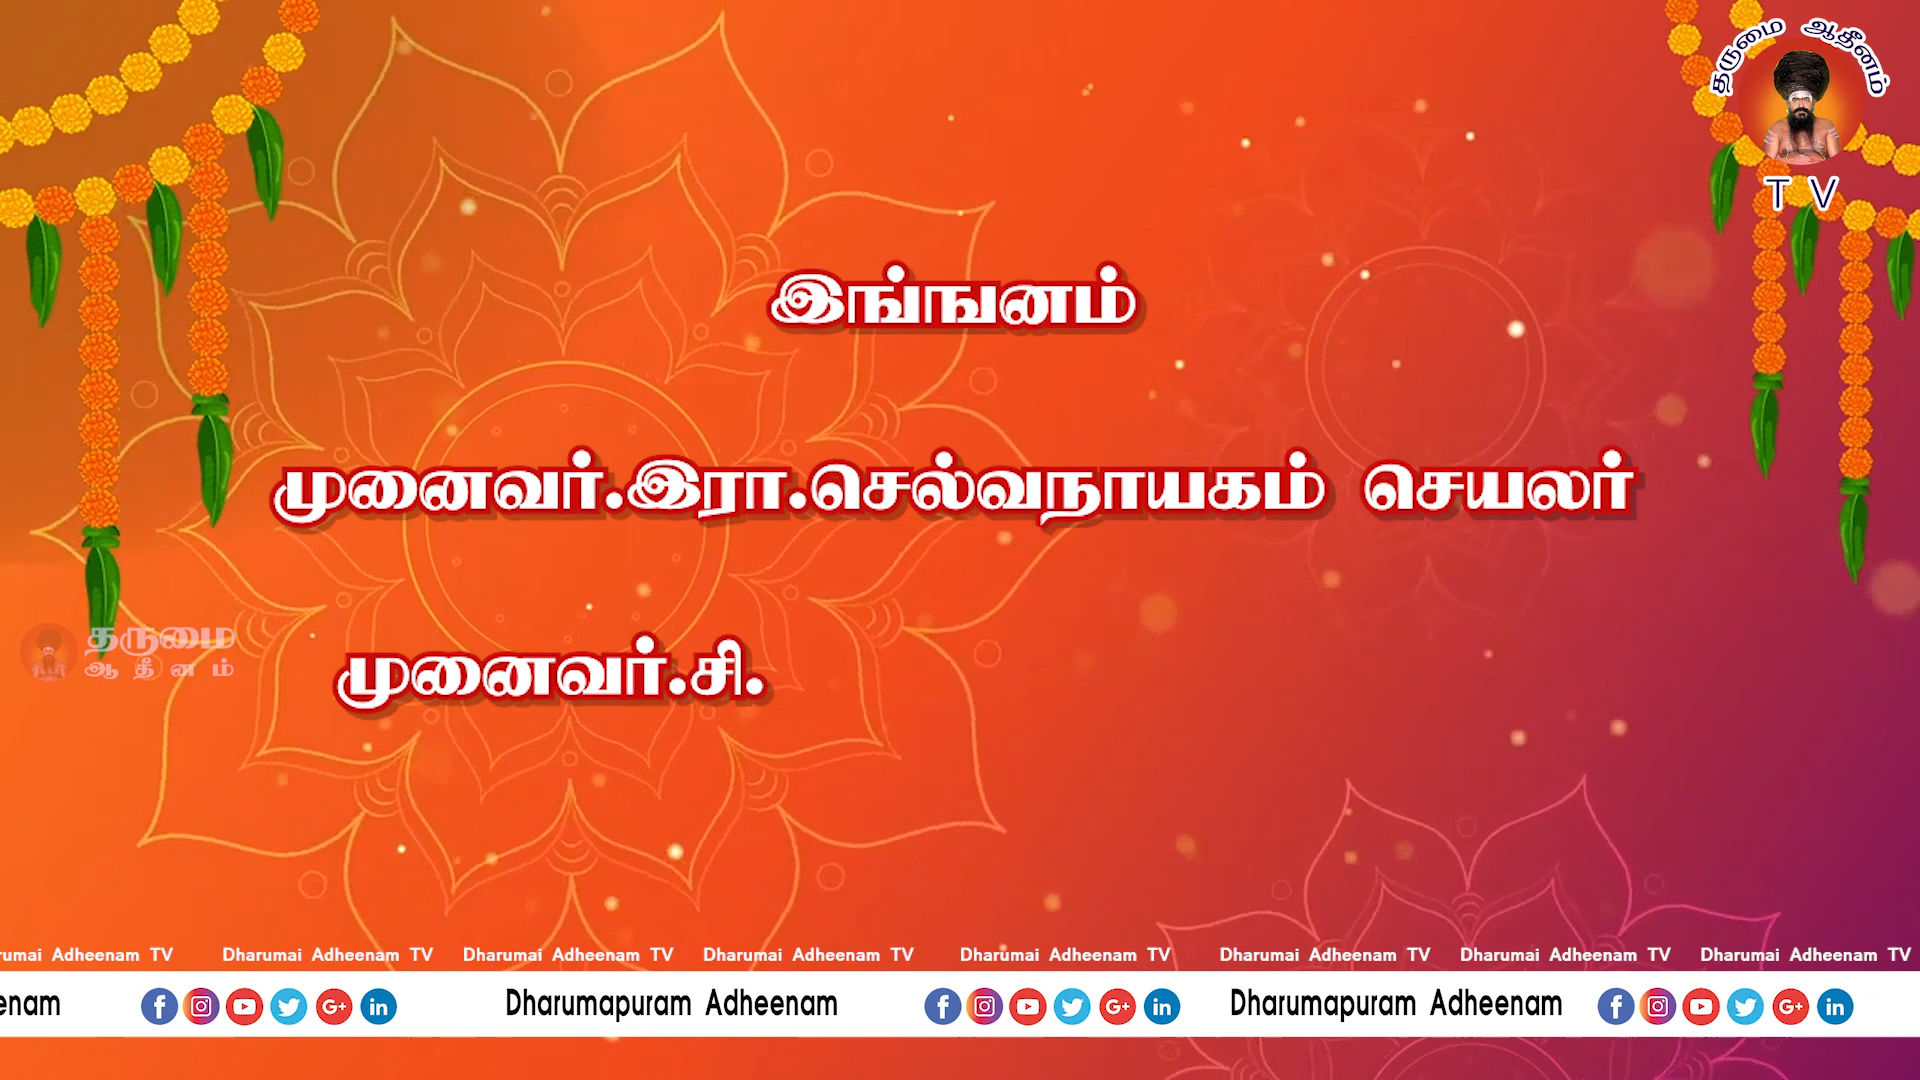 தருமை ஆதீனம்
T V
இங்ஙனம்
முனைவர்.இரா.செல்வநாயகம் செயலர்
முனைவர்.சி.
தருமை
ஆதீனம்
rumai Adheenam TV Dharumai Adheenam TV Dharumai Adheenam TV Dharumai Adheenam TV Dharumai Adheenam TV Dharumai Adheenam TV Dharumai Adheenam TV Dharumai Adheenam TV
enam Dharumapuram Adheenam Dharumapuram Adheenam